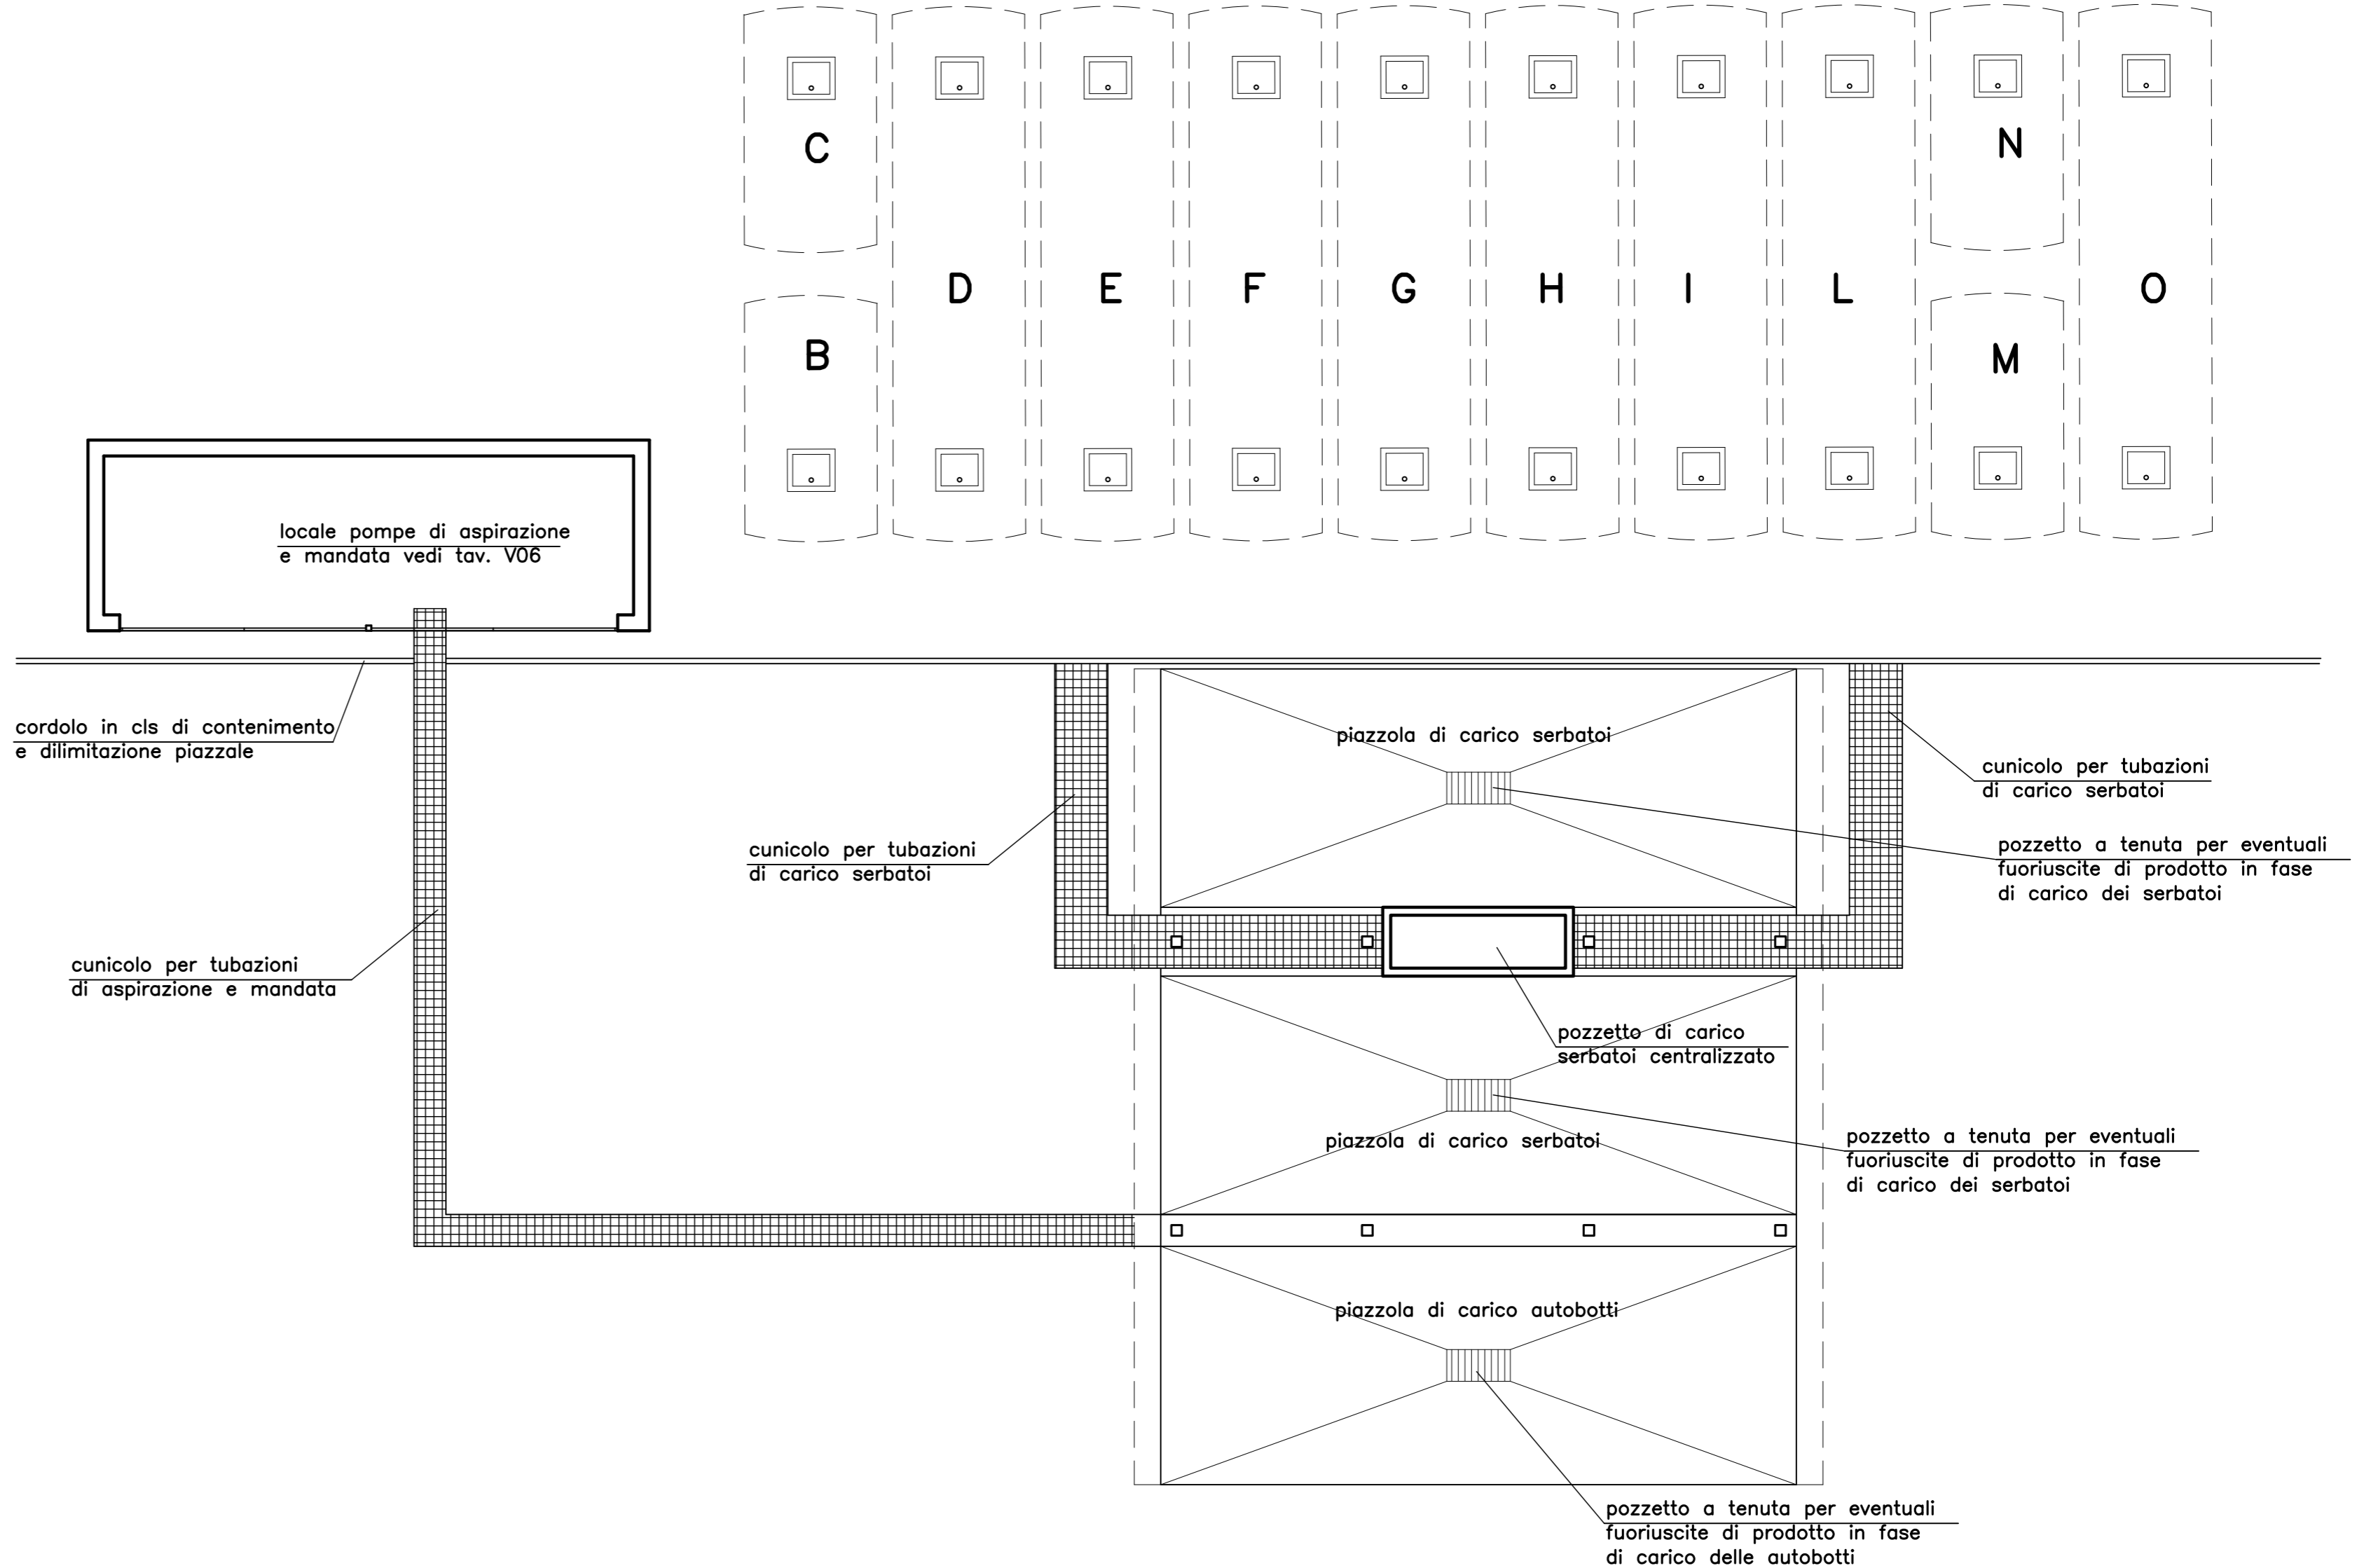 C
N
D
E
F
G
H
I
L
O
B
M
locale pompe di aspirazione
e mandata vedi tav. V06
cordolo in cls di contenimento
e dilimitazione piazzale
piazzola di carico serbatoi
cunicolo per tubazioni
di carico serbatoi
cunicolo per tubazioni
di carico serbatoi
pozzetto a tenuta per eventuali
fuoriuscite di prodotto in fase
di carico dei serbatoi
cunicolo per tubazioni
di aspirazione e mandata
pozzetto di carico
serbatoi centralizzato
piazzola di carico serbatoi
pozzetto a tenuta per eventuali
fuoriuscite di prodotto in fase
di carico dei serbatoi
piazzola di carico autobotti
pozzetto a tenuta per eventuali
fuoriuscite di prodotto in fase
di carico delle autobotti